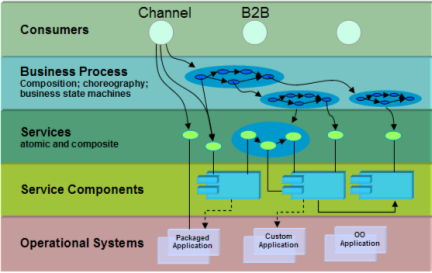 Channel B2B
Consumers
Business Process
Composition; choreography;
business state machines
Services
atomic and composite
Service Components
Operational Systems
Packaged
Application
Custom
Application
OO
Application